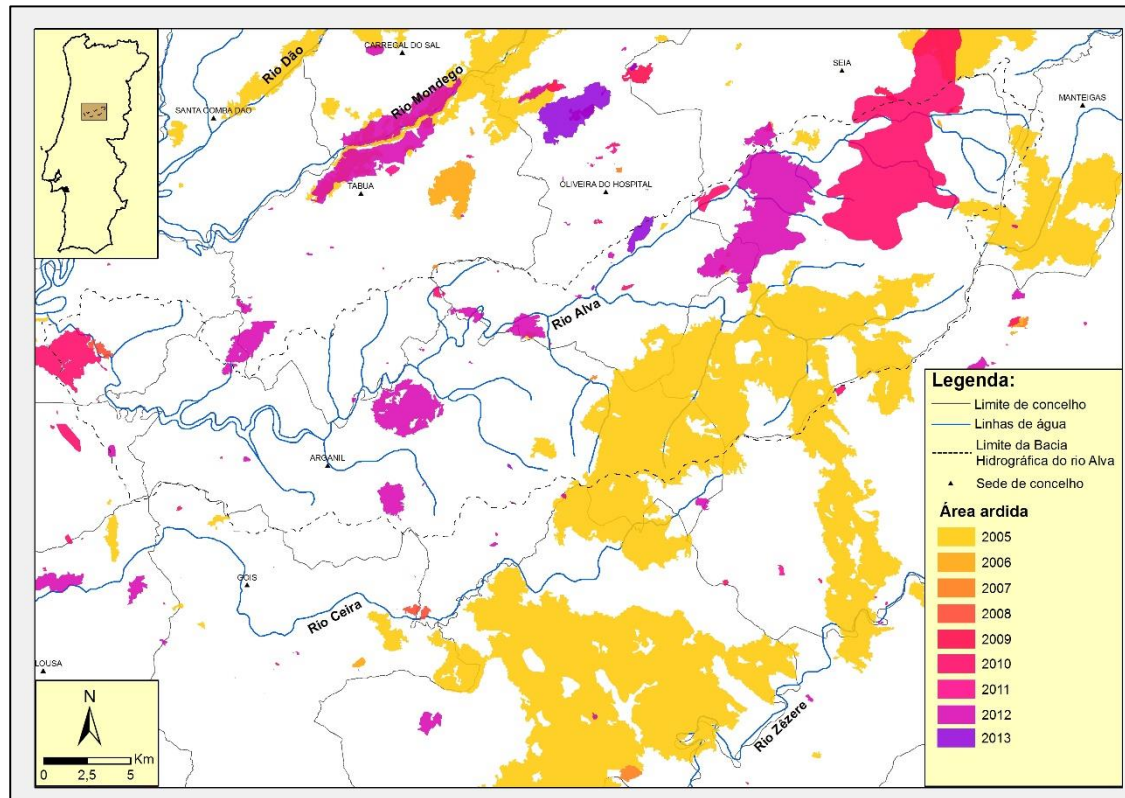 CARREGAL DO SAL
SEIA
Rio Dão
Rio Mondego
MANTEIGAS
SANTA COMBA DAO
TABUA
OLIVEIRA DO HOSPITAL
Rio Alva
ARGANIL
GOIS
Rio Ceira
LOUSA
Rio Zêzere
N
Km
0 2,5 5
Legenda:
Limite de concelho
Linhas de água
Limite da Bacia
Hidrográfica do rio Alva
Sede de concelho
Área ardida
2005
2006
2007
2008
2009
2010
2011
2012
2013